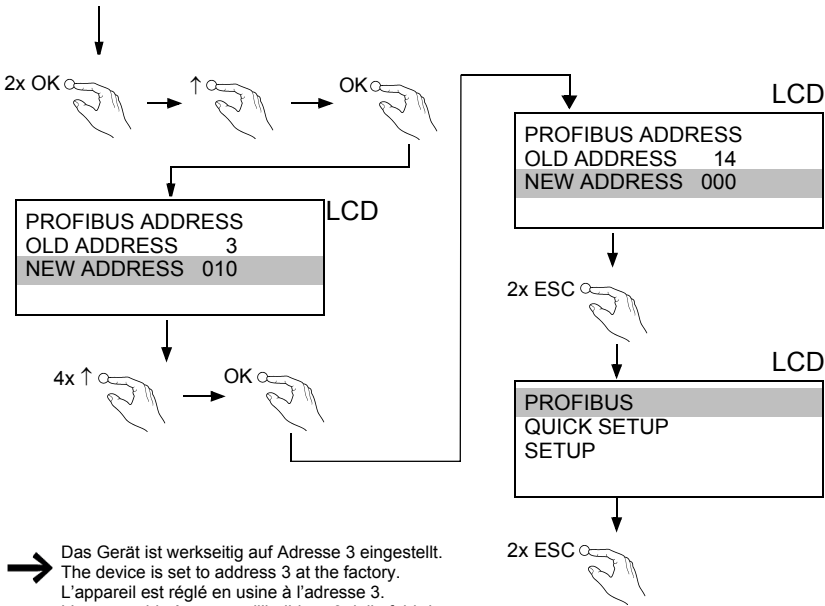 2x OK
↑
OK
LCD
PROFIBUS ADDRESS
OLD ADDRESS 3
NEW ADDRESS 010
4x ↑
OK
LCD
PROFIBUS ADDRESS
OLD ADDRESS 14
NEW ADDRESS 000
2x ESC
LCD
PROFIBUS
QUICK SETUP
SETUP
2x ESC
Das Gerät ist werkseitig auf Adresse 3 eingestellt.
The device is set to address 3 at the factory.
L'appareil est réglé en usine à l'adresse 3.